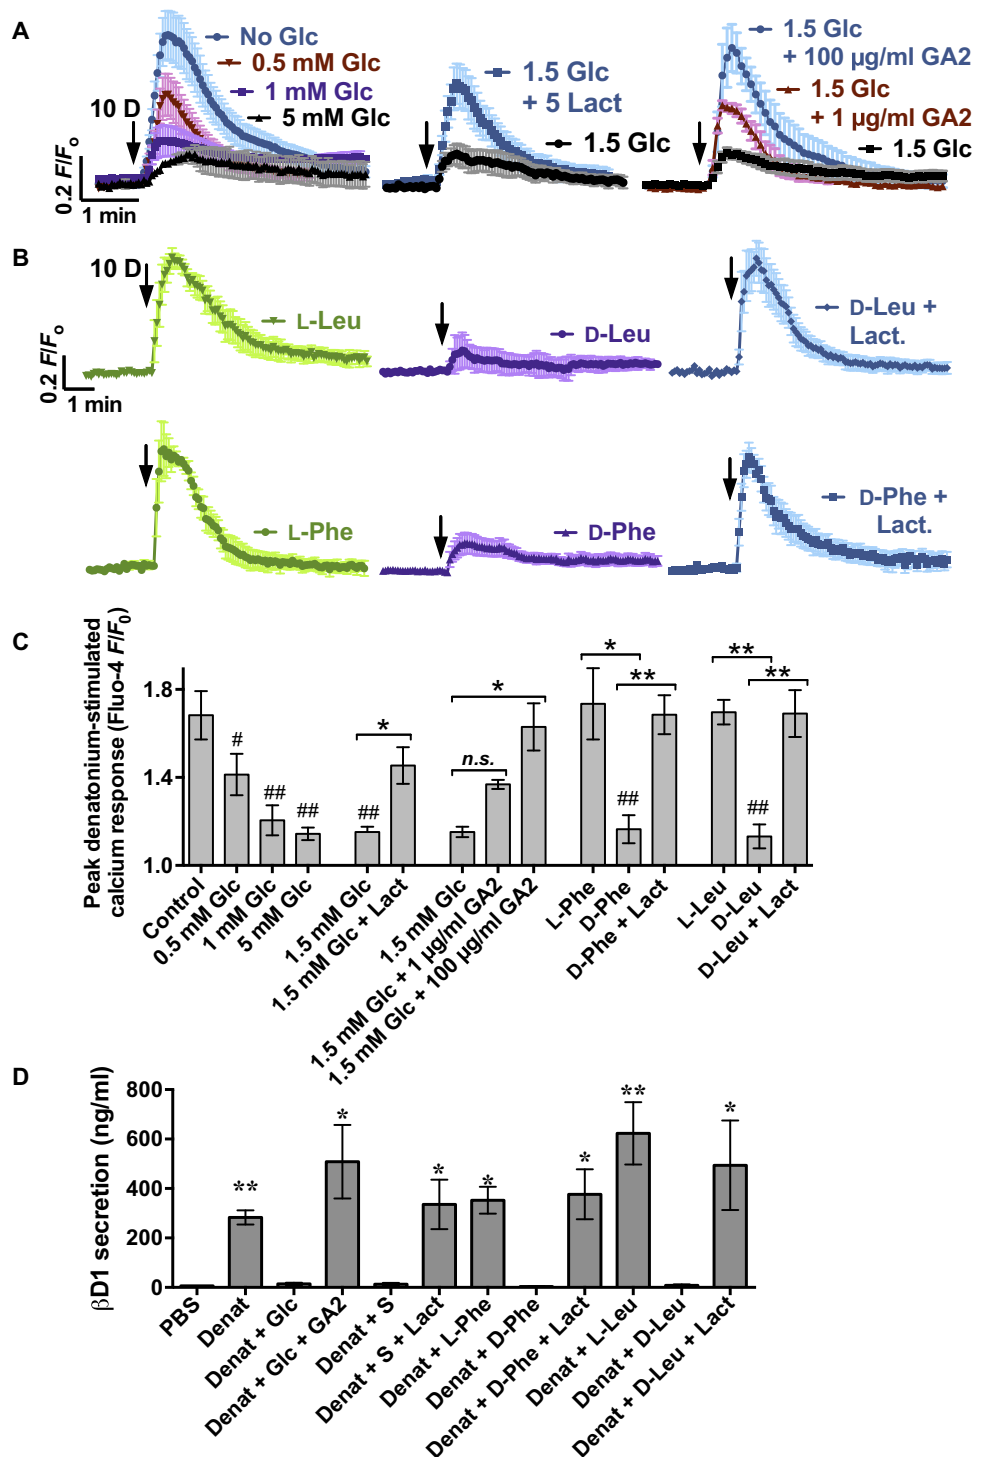 A
No Glc
0.5 mM Glc
1 mM Glc
5 mM Glc
10 D
0.2 F/Fo
1 min
1.5 Glc
+ 5 Lact
1.5 Glc
1.5 Glc
+ 100 µg/ml GA2
1.5 Glc
+ 1 µg/ml GA2
1.5 Glc
B
10 D
L-Leu
0.2 F/Fo
1 min
D-Leu
D-Leu +
Lact.
L-Phe
D-Phe
D-Phe +
Lact.
C
Peak denatonium-stimulated
calcium response (Fluo-4 F/F0)
1.8
1.4
1.0
#
##
##
##
*
n.s.
*
*
##
**
**
##
**
Control
0.5 mM Glc
1 mM Glc
5 mM Glc
1.5 mM Glc
1.5 mM Glc + Lact
1.5 mM Glc
1.5 mM Glc + 1 µg/ml GA2
1.5 mM Glc + 100 µg/ml GA2
L-Phe
D-Phe
D-Phe + Lact
L-Leu
D-Leu
D-Leu + Lact
D
βD1 secretion (ng/ml)
800
600
400
200
0
**
*
*
*
*
**
*
PBS
Denat
Denat + Glc
Denat + Glc + GA2
Denat + S
Denat + S + Lact
Denat + L-Phe
Denat + D-Phe
Denat + D-Phe + Lact
Denat + L-Leu
Denat + D-Leu
Denat + D-Leu + Lact